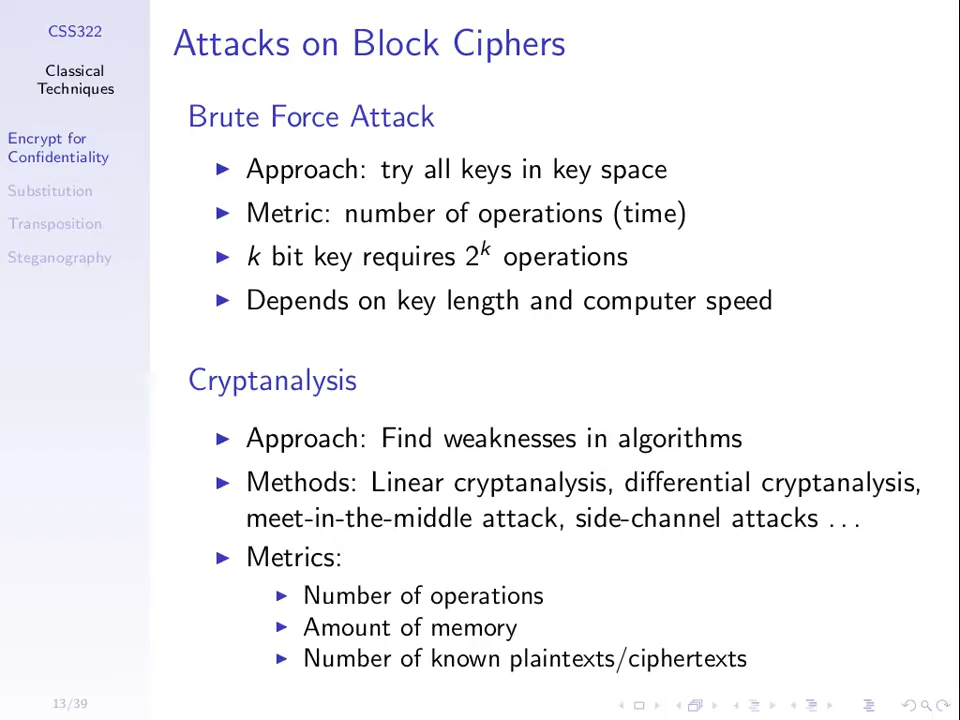 CSS322
Classical
Techniques
Encrypt for
Confidentiality
Substitution
Transposition
Steganography
13/39
Attacks on Block Ciphers
Brute Force Attack
Approach: try all keys in key space
Metric: number of operations (time)
k bit key requires 2^k operations
Depends on key length and computer speed
Cryptanalysis
Approach: Find weaknesses in algorithms
Methods: Linear cryptanalysis, differential cryptanalysis,
meet-in-the-middle attack, side-channel attacks . . .
Metrics:
Number of operations
Amount of memory
Number of known plaintexts/ciphertexts